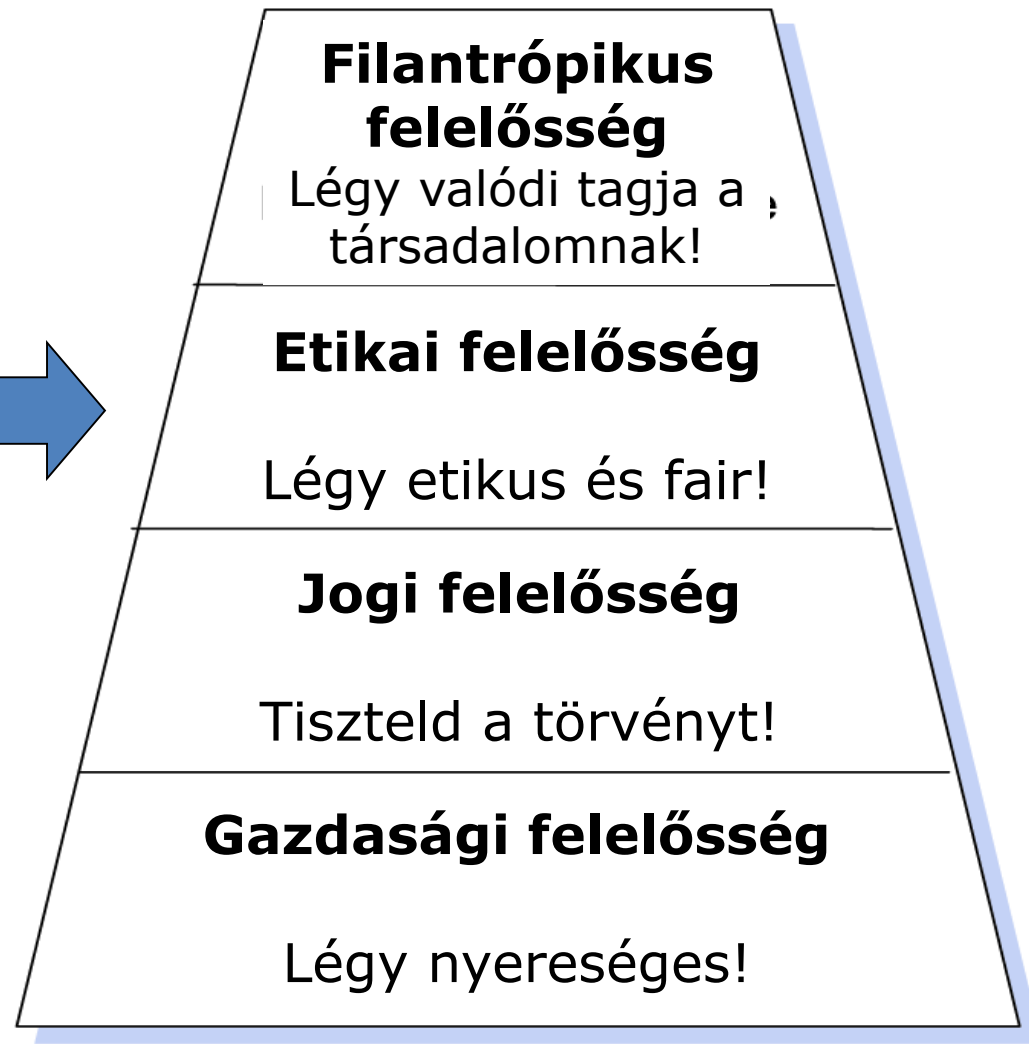 Filantrópikus
felelősség
Légy valódi tagja a
társadalomnak!
Etikai felelősség
Légy etikus és fair!
Jogi felelősség
Tiszteld a törvényt!
Gazdasági felelősség
Légy nyereséges!